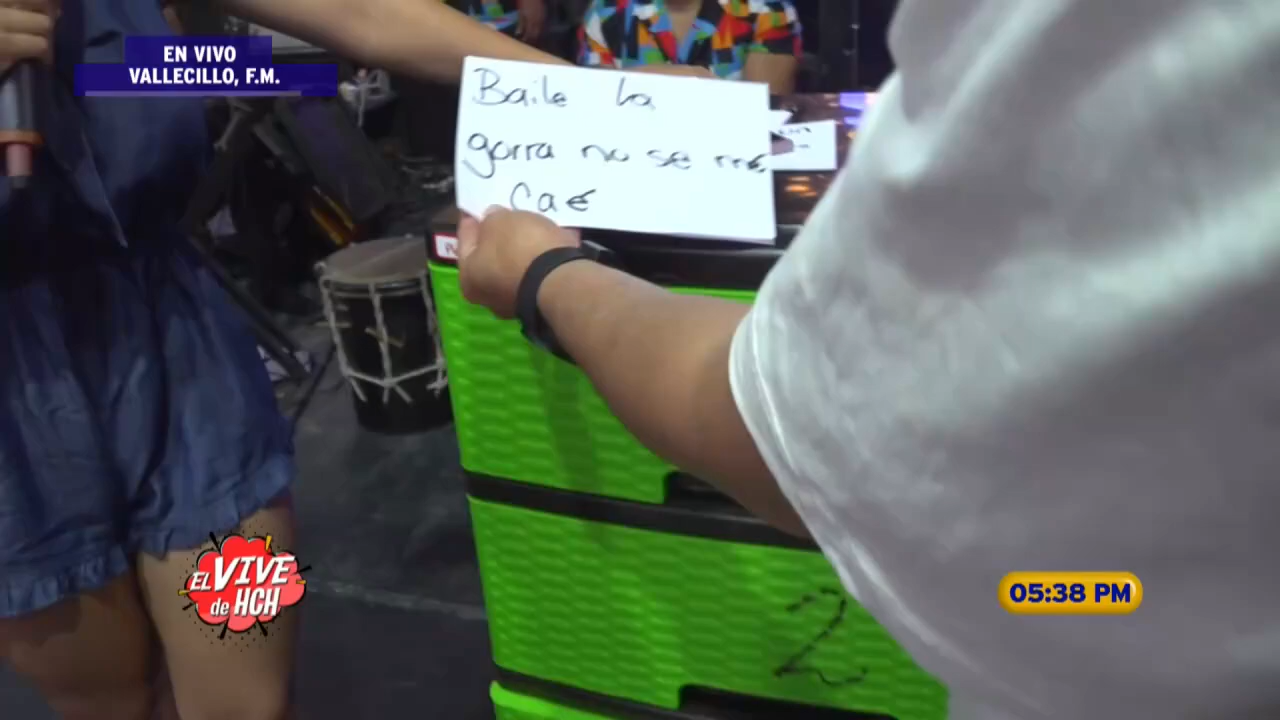 EN VIVO
VALLECILLO, F.M.
Baile la
gorra no se me
Cae
2
EL VIVE
de HCH
05:38 PM